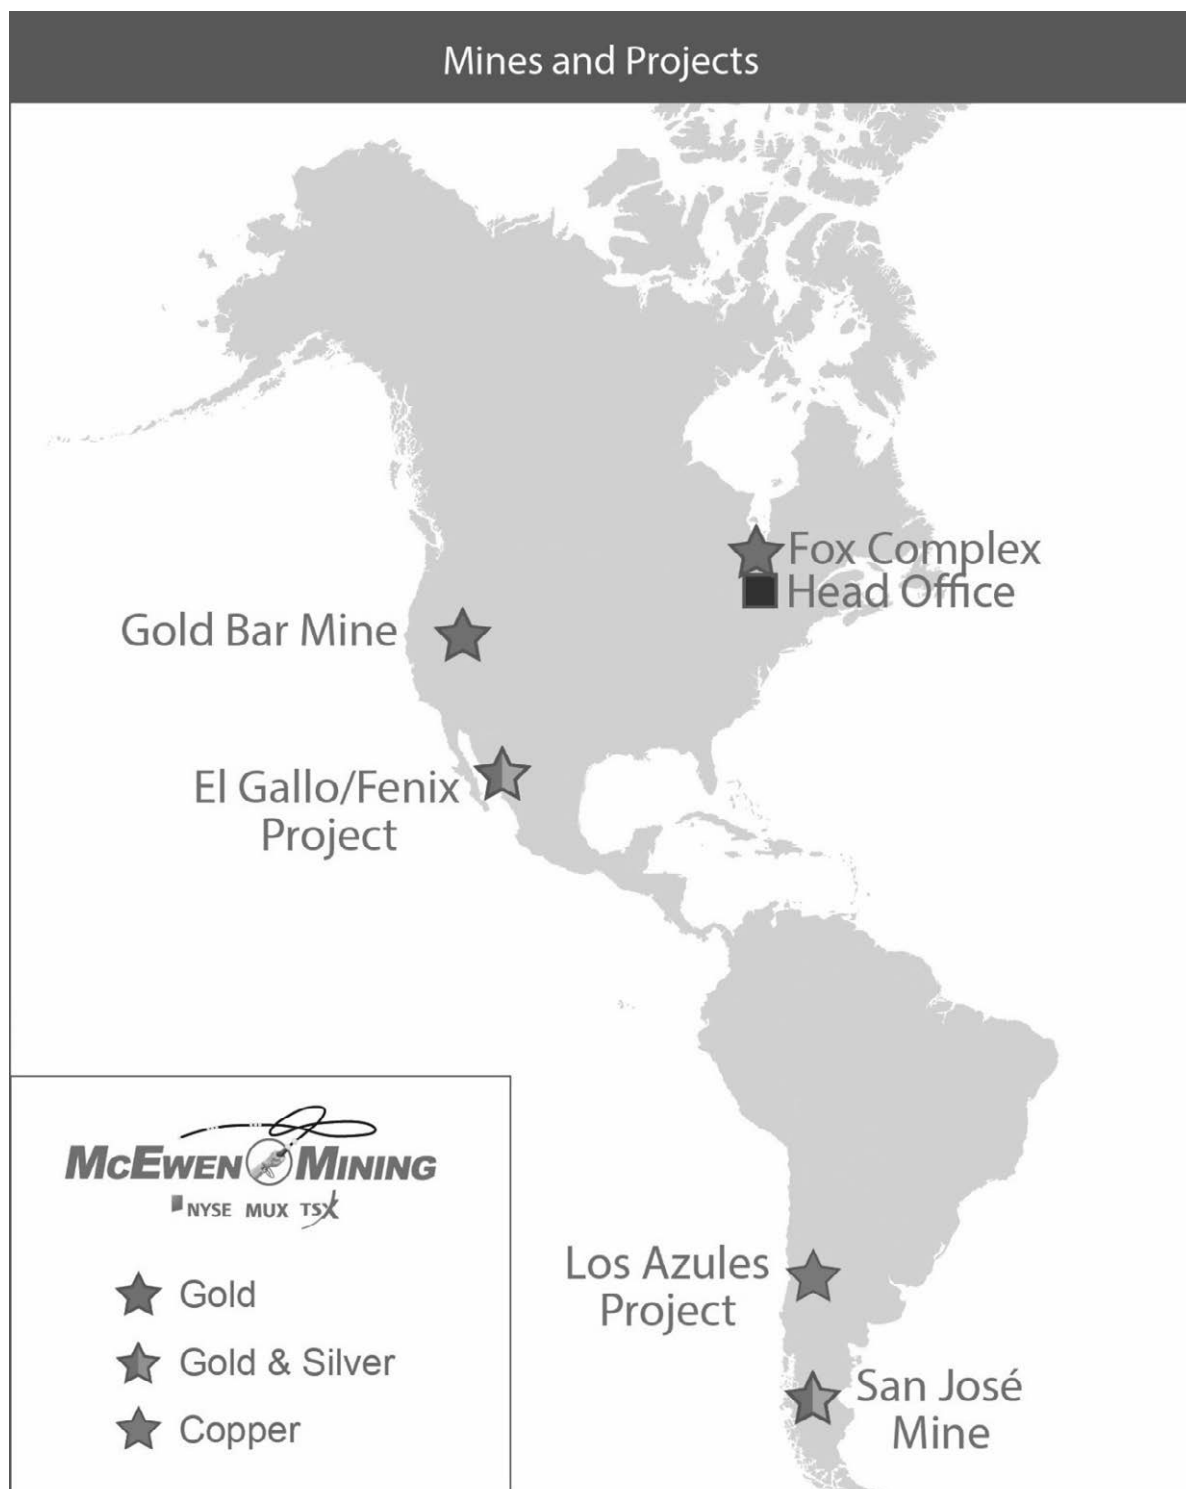 Mines and Projects
Fox Complex
Head Office
Gold Bar Mine
El Gallo/Fenix
Project
Los Azules
Project
San José
Mine
MCEWEN MINING
NYSE MUX TSX
Gold
Gold & Silver
Copper